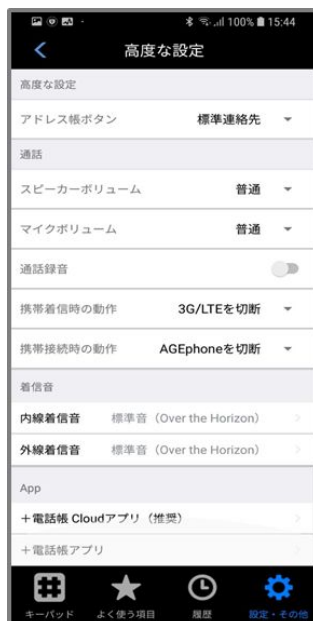 100% 15:44
高度な設定
高度な設定
アドレス帳ボタン 標準連絡先
通話
スピーカーボリューム 普通
マイクボリューム 普通
通話録音
携帯着信時の動作 3G/LTEを切断
携帯接続時の動作 AGEphoneを切断
着信音
内線着信音 標準音（Over the Horizon）
外線着信音 標準音（Over the Horizon）
App
+電話帳 Cloudアプリ（推奨）
+電話帳アプリ
キーパッド よく使う項目 履歴 設定・その他